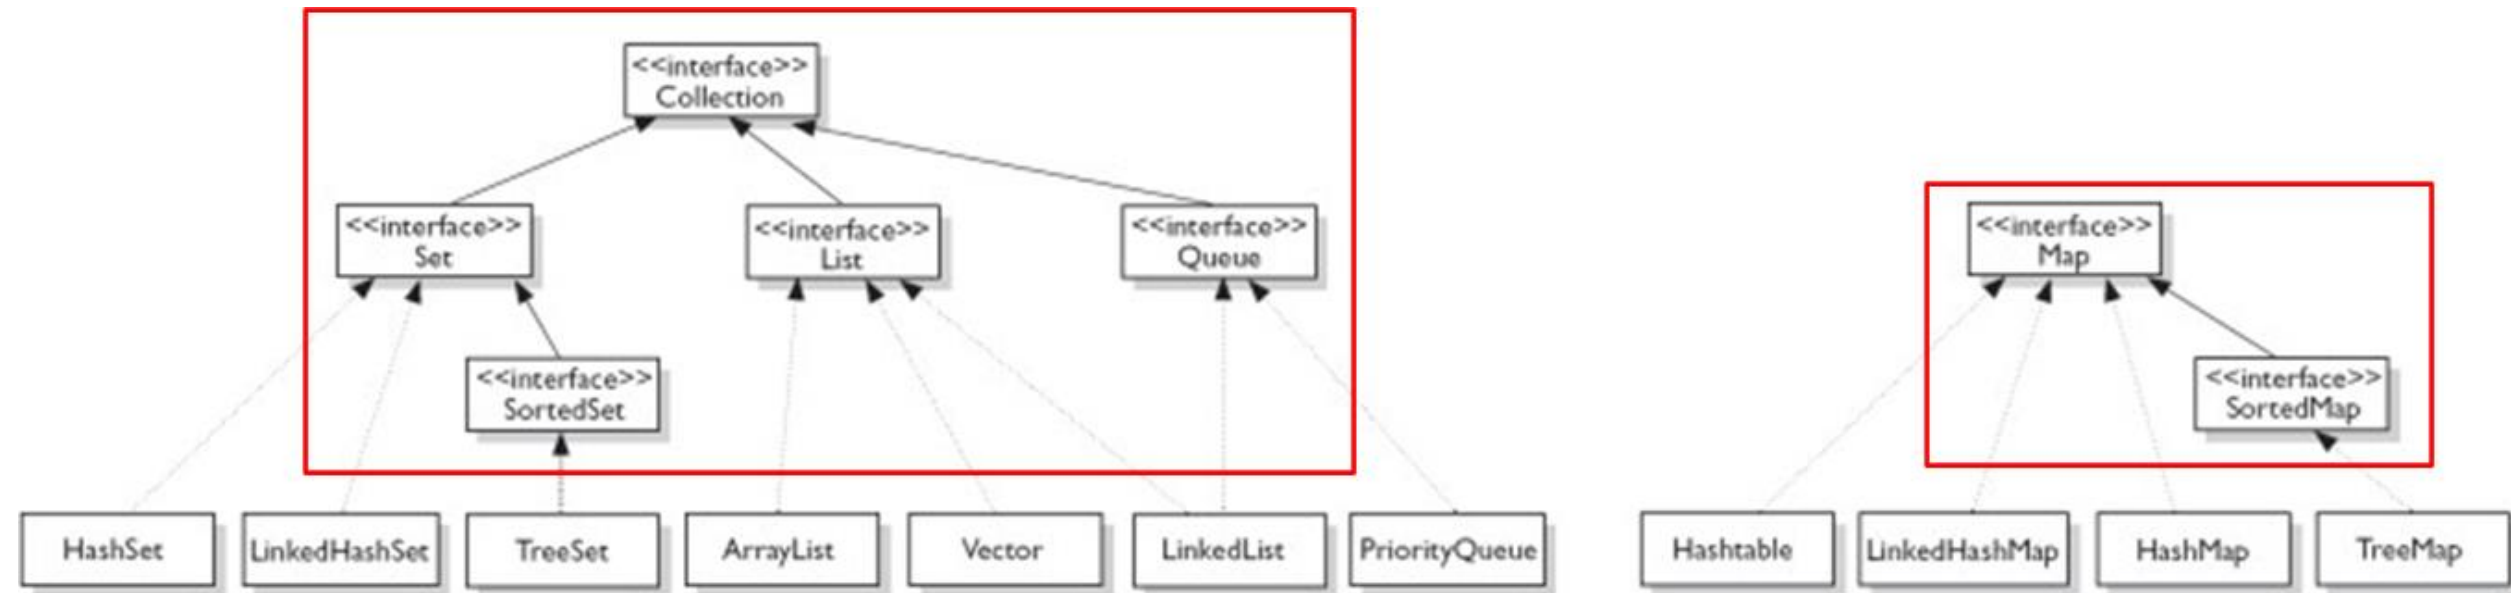 <<interface>>
Collection
<<interface>>
Set
<<interface>>
List
<<interface>>
Queue
<<interface>>
Map
<<interface>>
SortedSet
<<interface>>
SortedMap
HashSet
LinkedHashSet
TreeSet
ArrayList
Vector
LinkedList
PriorityQueue
Hashtable
LinkedHashMap
HashMap
TreeMap